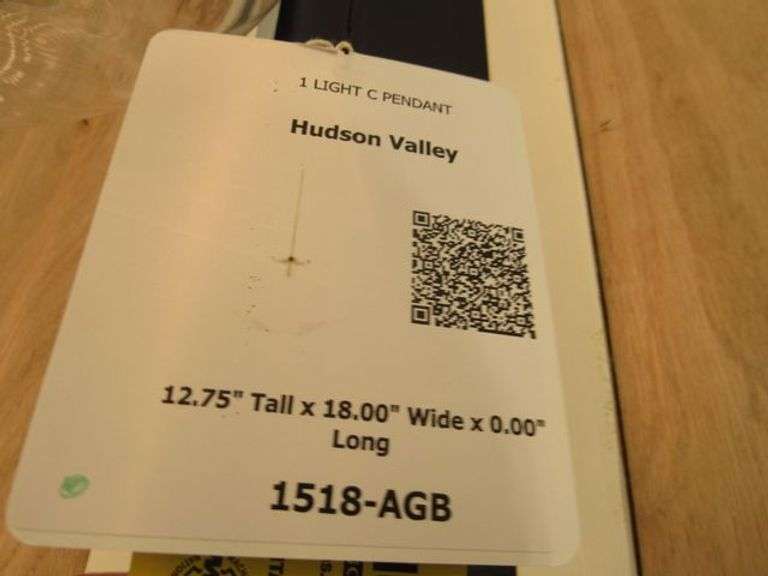 1 LIGHT C PENDANT
Hudson Valley
12.75" Tall x 18.00" Wide x 0.00"
Long
1518-AGB